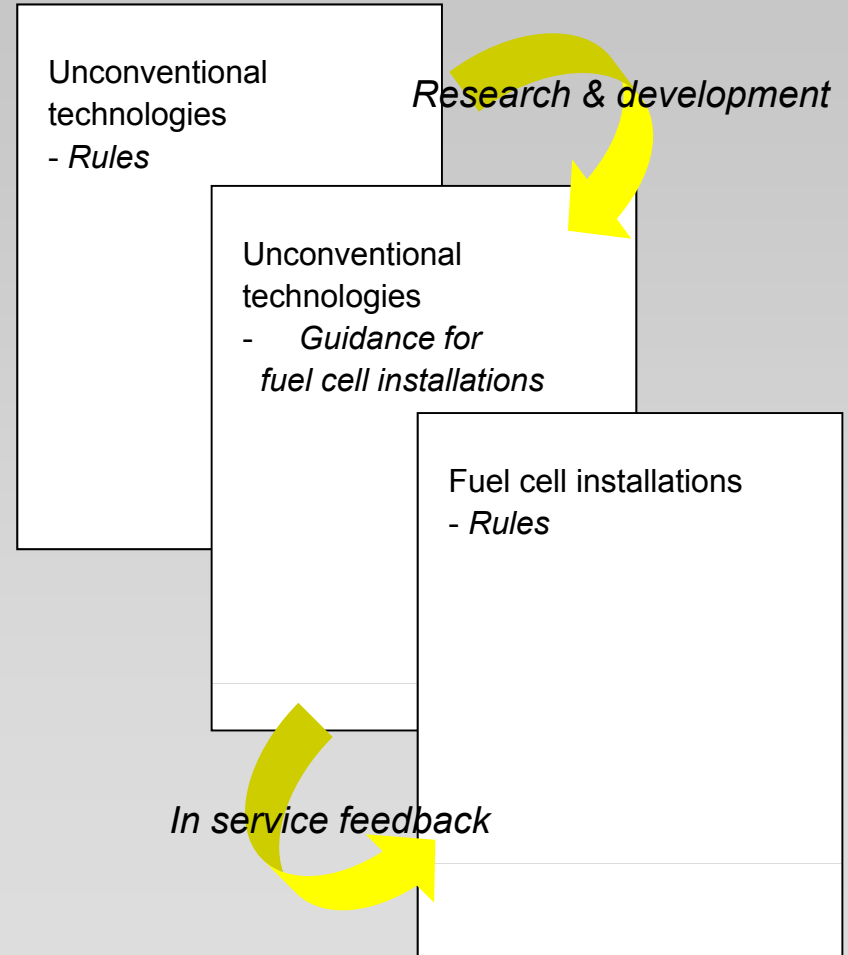 Unconventional
technologies
- Rules
Research & development
Unconventional
technologies
- Guidance for
fuel cell installations
Fuel cell installations
- Rules
In service feedback